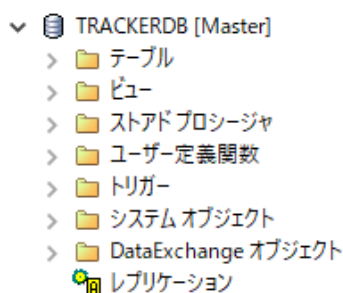 TRACKERDB [Master]
テーブル
ビュー
ストアド プロシージャ
ユーザー定義関数
トリガー
システム オブジェクト
DataExchange オブジェクト
レプリケーション